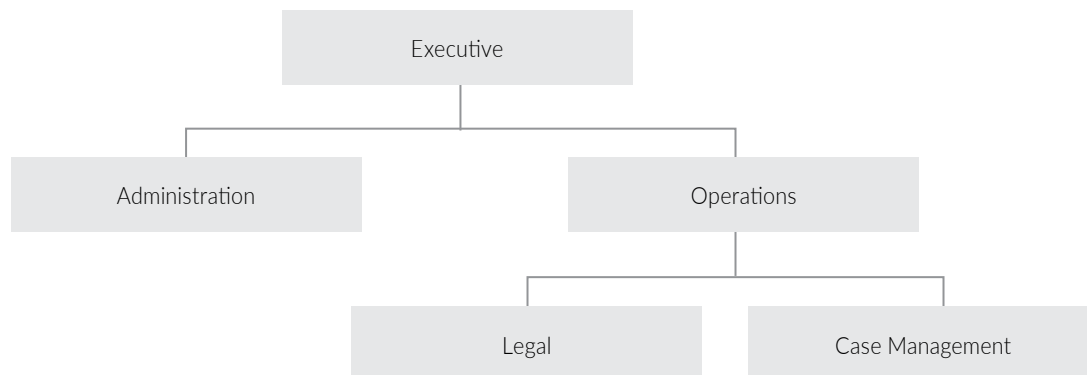 Executive
Administration
Operations
Legal
Case Management